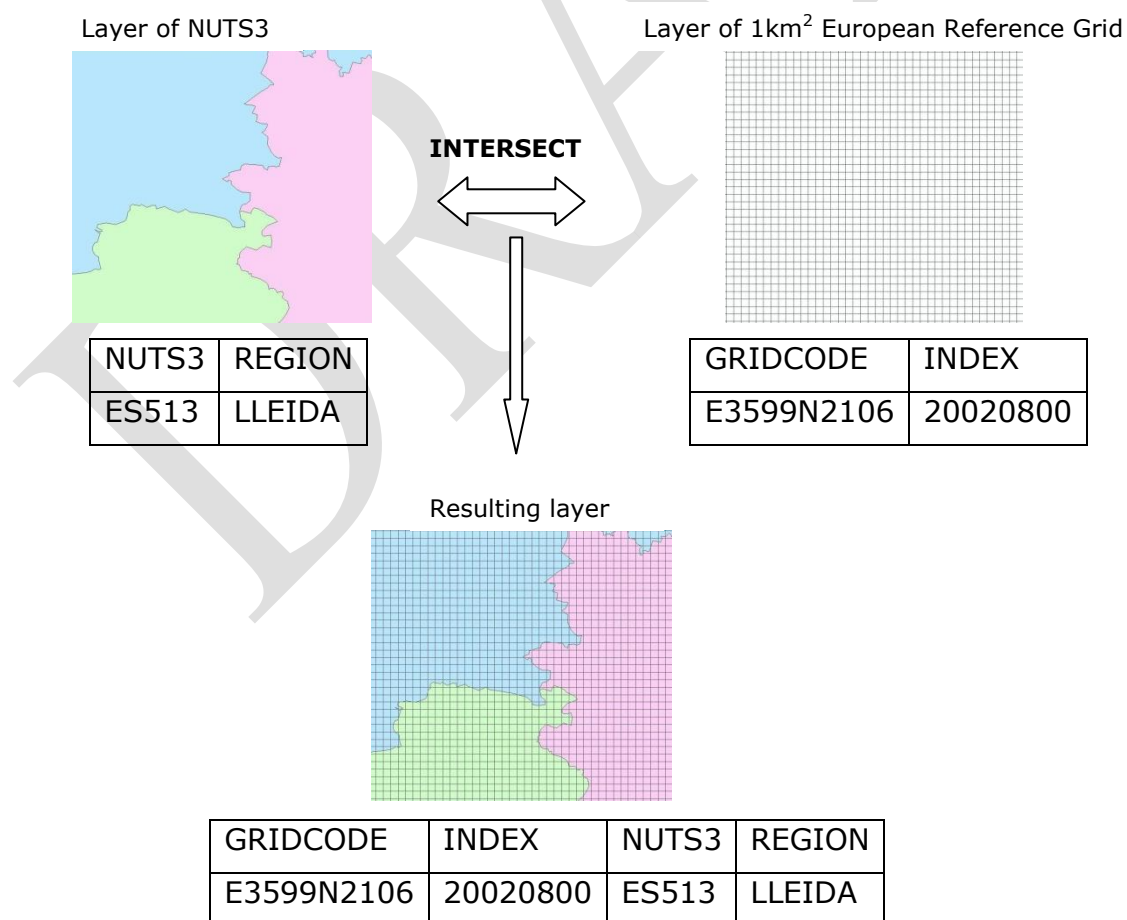 Layer of NUTS3
Layer of 1km² European Reference Grid
INTERSECT
NUTS3 REGION
ES513 LLEIDA
GRIDCODE INDEX
E3599N2106 20020800
Resulting layer
GRIDCODE INDEX NUTS3 REGION
E3599N2106 20020800 ES513 LLEIDA